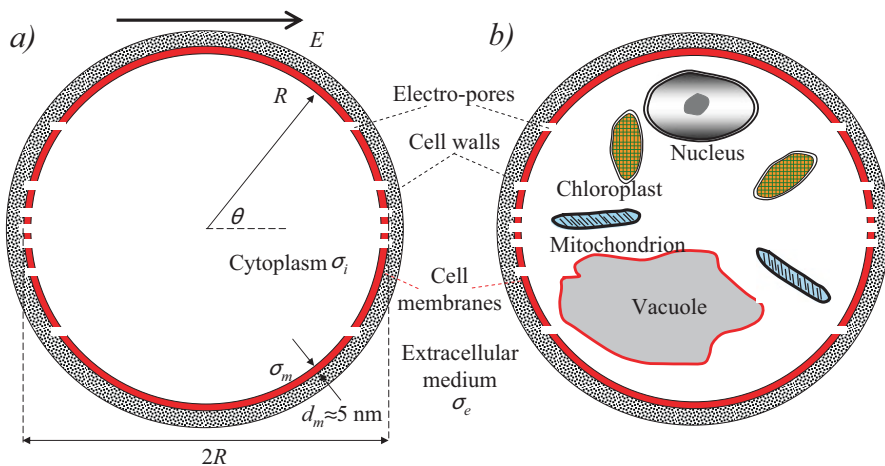 a)
E
b)
R
Electro-pores
Cell walls
Nucleus
Chloroplast
θ
Mitochondrion
Cytoplasm σi
Cell
membranes
Vacuole
Extracellular
medium
σe
σm
dm≈5 nm
2R